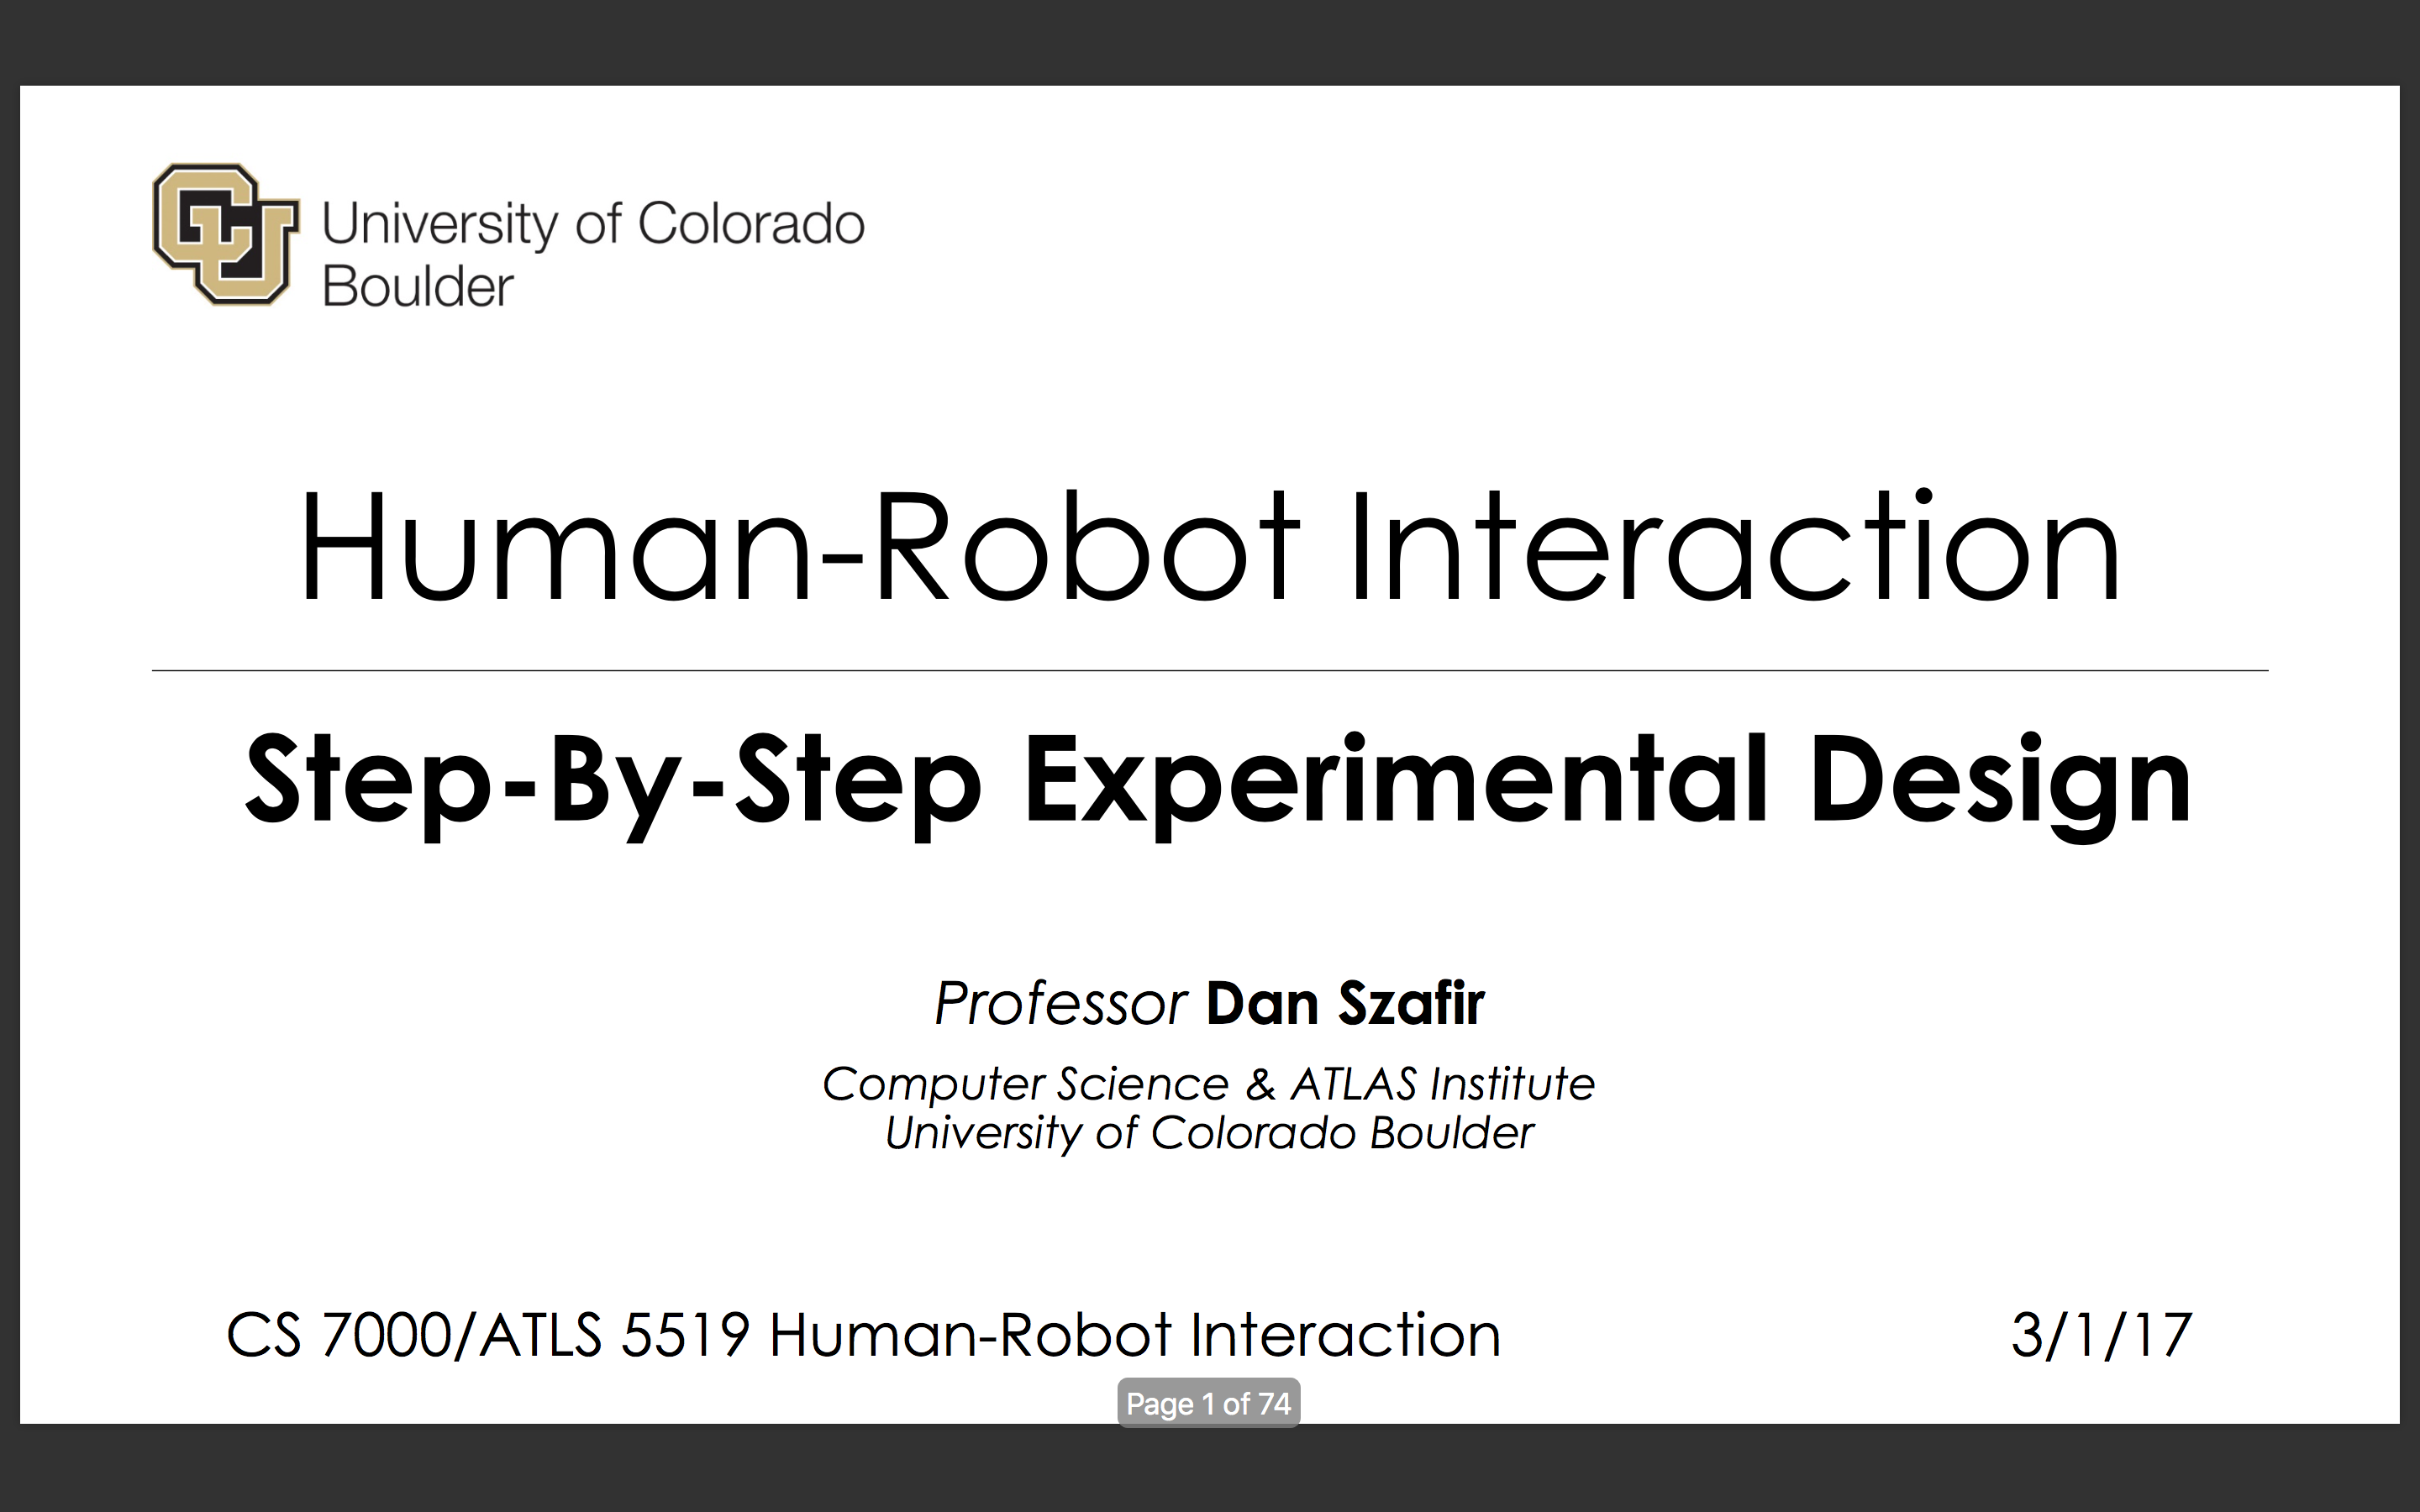 CU
University of Colorado
Boulder
Human-Robot Interaction
Step-By-Step Experimental Design
Professor Dan Szafir
Computer Science & ATLAS Institute
University of Colorado Boulder
CS 7000/ATLS 5519 Human-Robot Interaction
3/1/17
Page 1 of 74